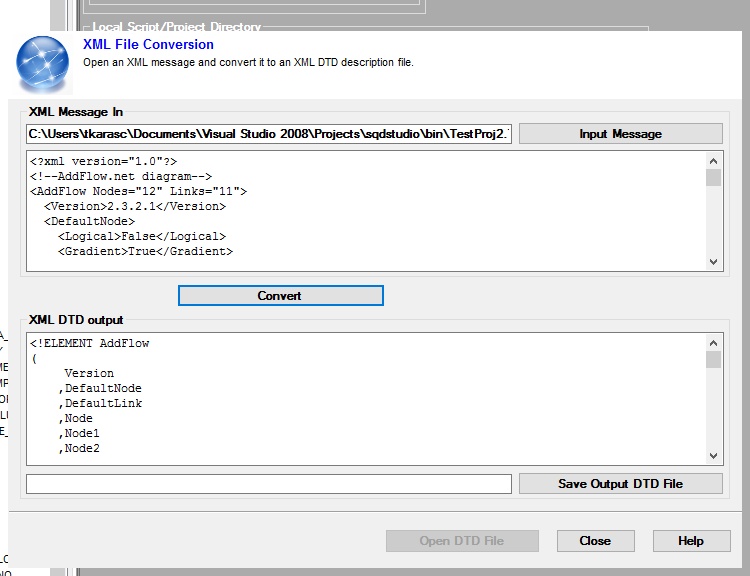 Local Script/Project Directory
XML File Conversion
Open an XML message and convert it to an XML DTD description file.
XML Message In
C:\Users\tkarasc\Documents\Visual Studio 2008\Projects\sqdstudio\bin\TestProj2.
Input Message
<?xml version="1.0"?>
<!--AddFlow.net diagram-->
<AddFlow Nodes="12" Links="11">
  <Version>2.3.2.1</Version>
  <DefaultNode>
    <Logical>False</Logical>
    <Gradient>True</Gradient>
Convert
XML DTD output
<!ELEMENT AddFlow
(
     Version
    ,DefaultNode
    ,DefaultLink
    ,Node
    ,Node1
    ,Node2
Save Output DTD File
Open DTD File
Close
Help